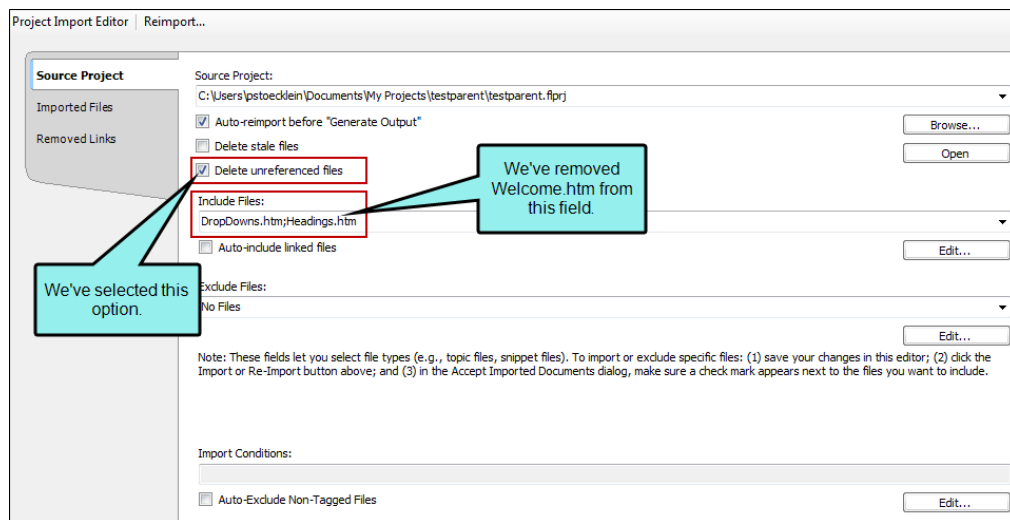 Project Import Editor | Reimport...
Source Project
Imported Files
Removed Links
Source Project:
C:\Users\pstoecklein\Documents\My Projects\testparent\testparent.flprj
Auto-reimport before "Generate Output"
Browse...
Delete stale files
Open
Delete unreferenced files
We've removed
Welcome.htm from
this field.
Include Files:
DropDowns.htm;Headings.htm
Auto-include linked files
Edit...
We've selected this
option.
Exclude Files:
No Files
Edit...
Note: These fields let you select file types (e.g., topic files, snippet files). To import or exclude specific files: (1) save your changes in this editor; (2) click the
Import or Re-Import button above; and (3) in the Accept Imported Documents dialog, make sure a check mark appears next to the files you want to include.
Import Conditions:
Auto-Exclude Non-Tagged Files
Edit...